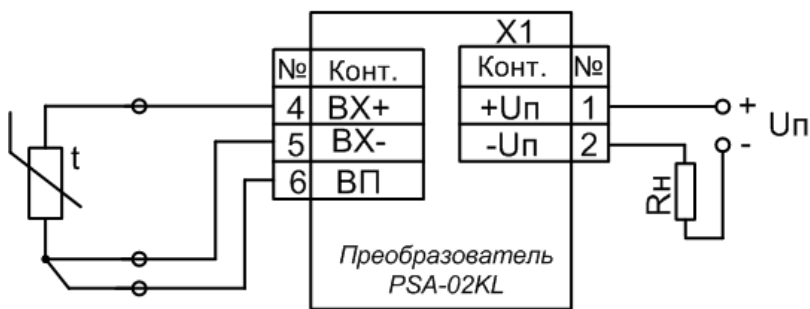 X1
№ Конт.
4 ВХ+
5 ВХ-
6 ВП
Конт. №
+Uп 1
-Uп 2
+
-
Uп
t
Rн
Преобразователь
PSA-02KL